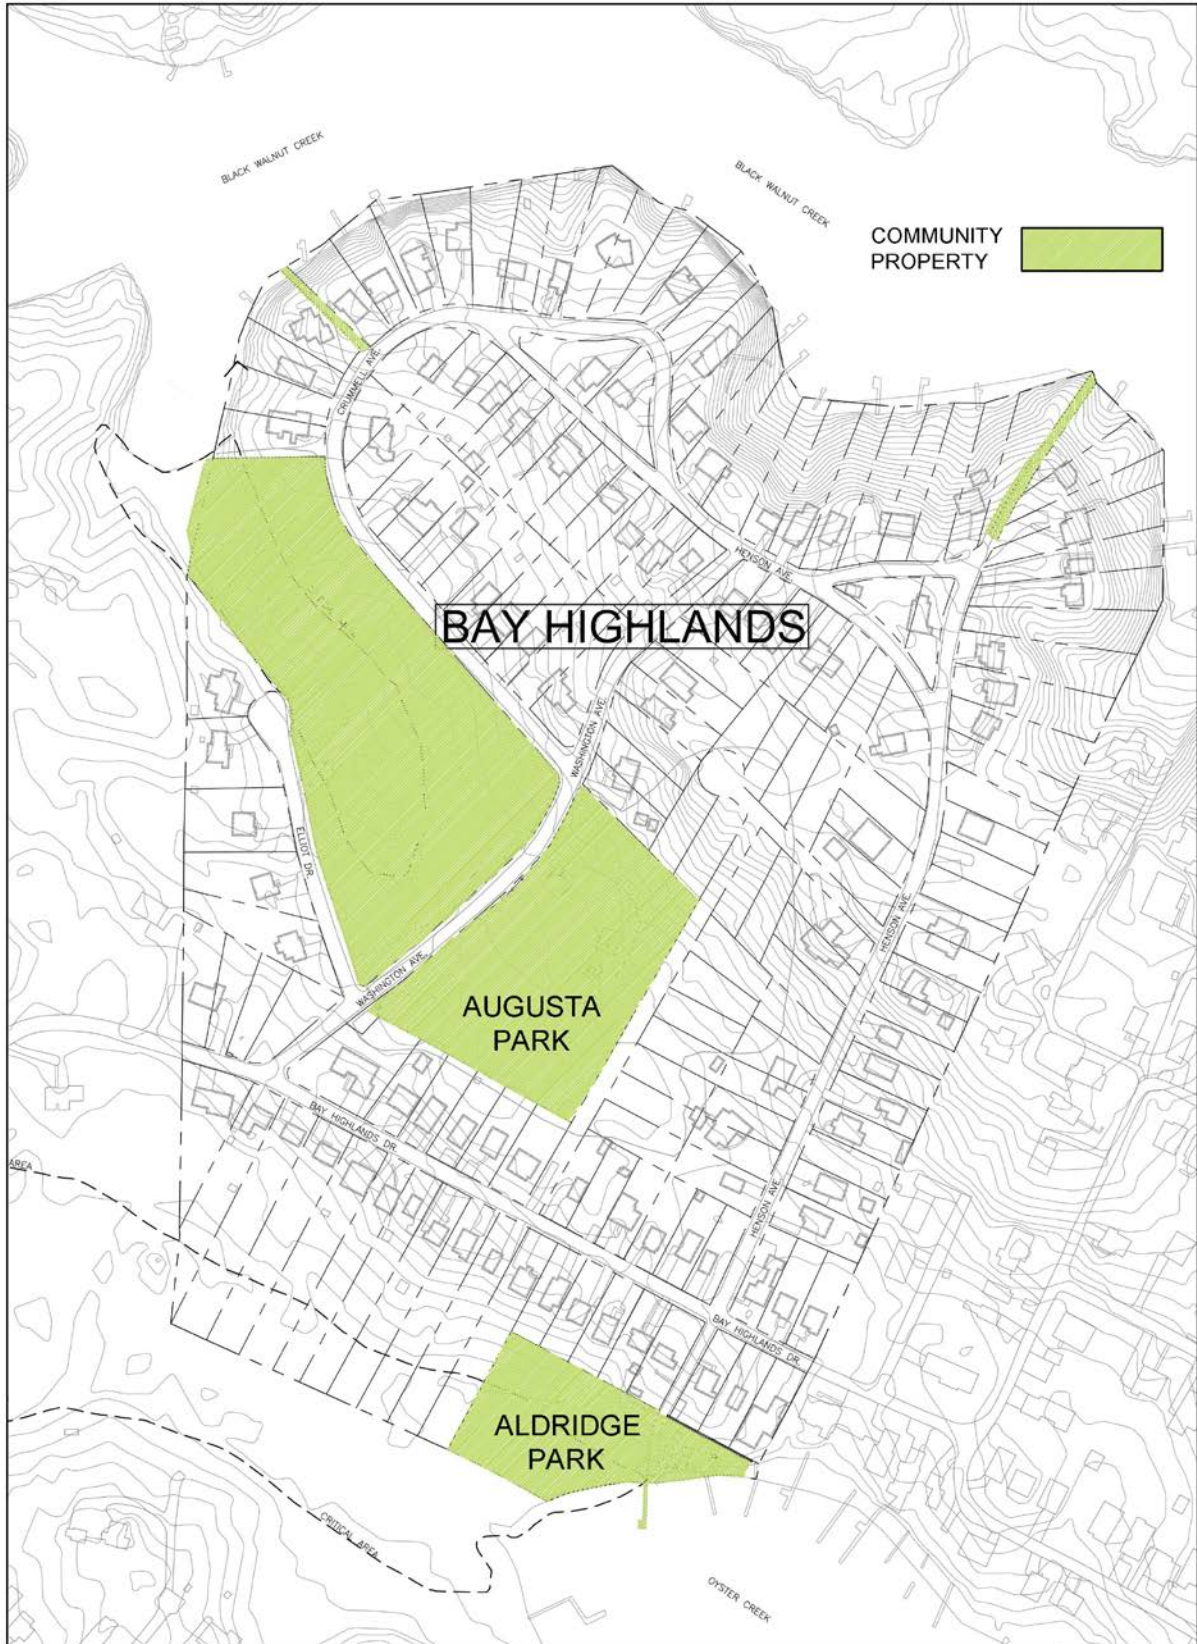 BLACK WALNUT CREEK
BLACK WALNUT CREEK
COMMUNITY
PROPERTY
CRUMMELL AVE.
HENSON AVE.
BAY HIGHLANDS
WASHINGTON AVE.
ELLIOT DR.
HENSON AVE.
WASHINGTON AVE.
AUGUSTA
PARK
BAY HIGHLANDS DR.
AREA
HENSON AVE.
BAY HIGHLANDS DR.
ALDRIDGE
PARK
CRITICAL AREA
OYSTER CREEK